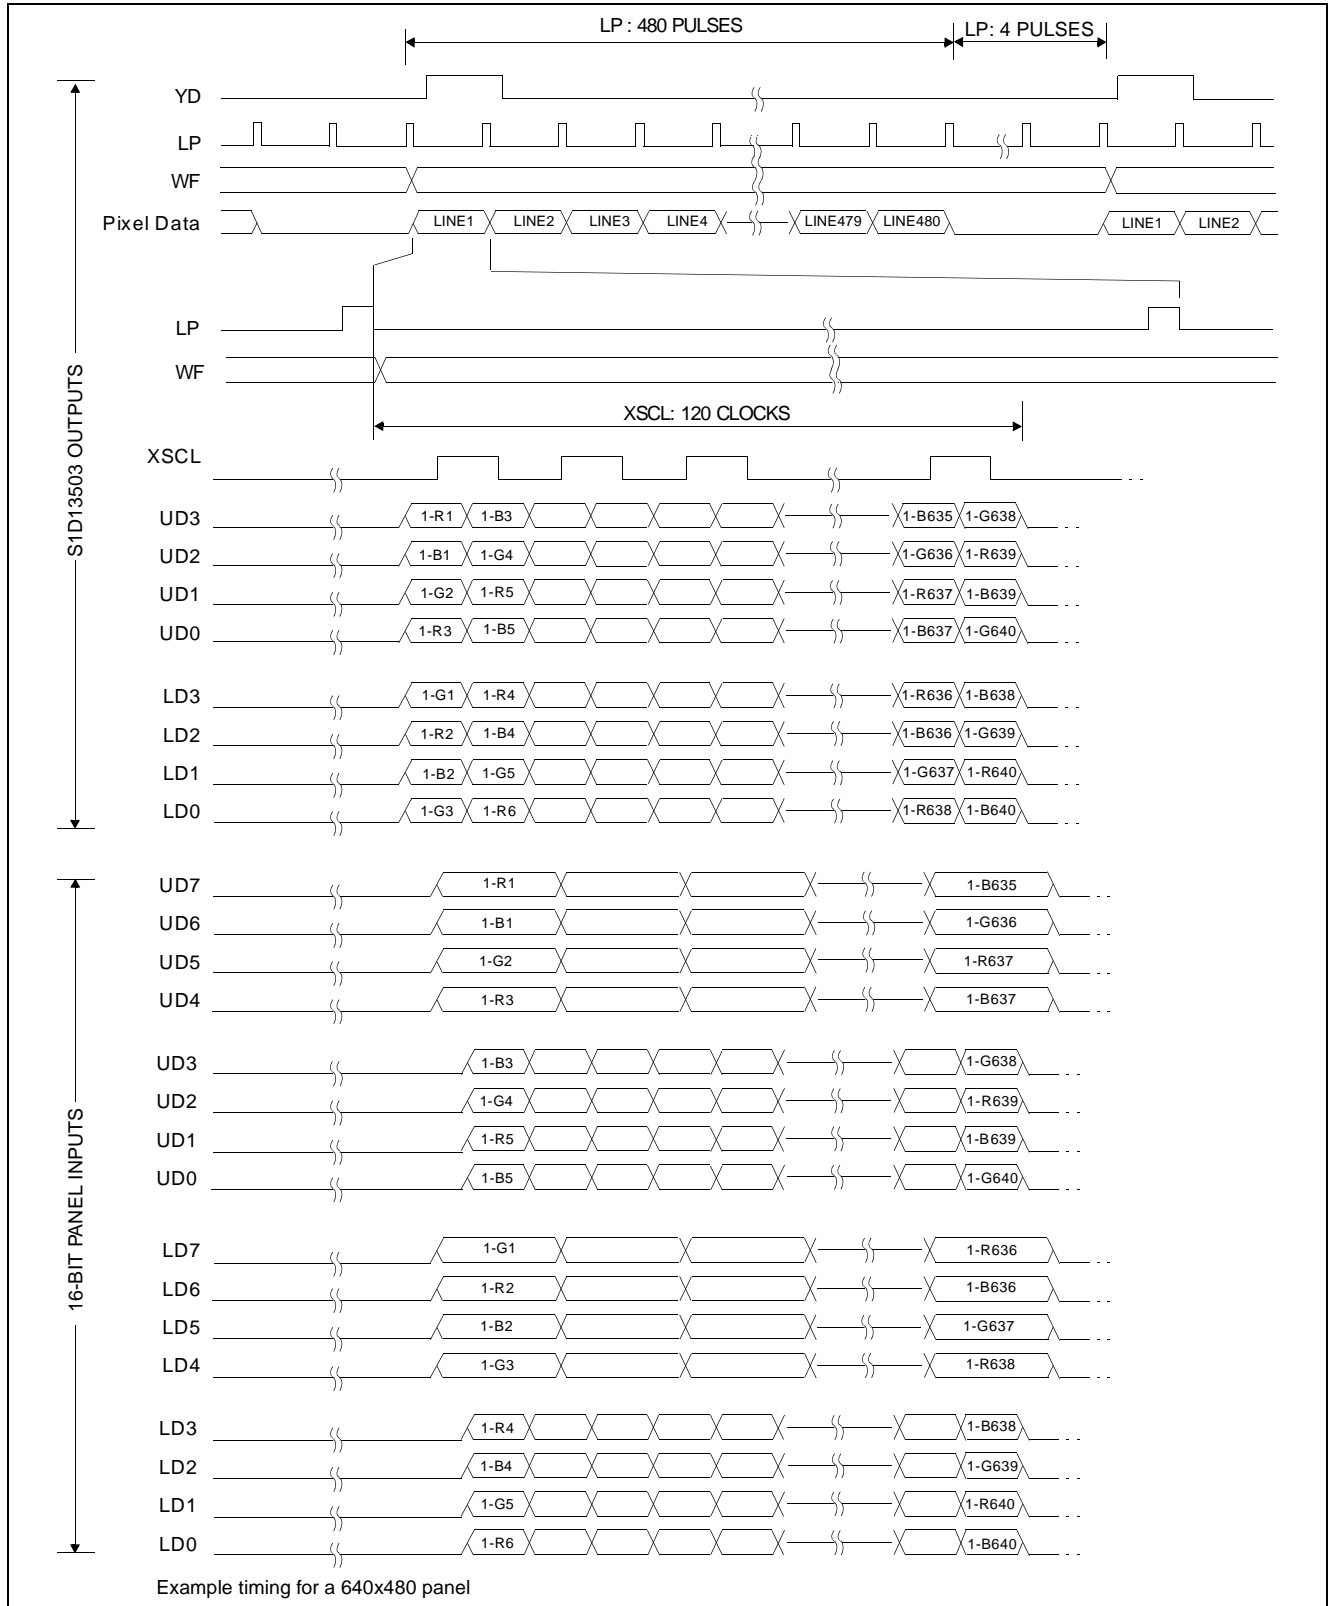 LP : 480 PULSES LP: 4 PULSES
YD
LP
WF
Pixel Data LINE1 LINE2 LINE3 LINE4 LINE479 LINE480 LINE1 LINE2
LP
WF
XSCL: 120 CLOCKS
XSCL
UD3 1-R1 1-B3 1-B635 1-G638
UD2 1-B1 1-G4 1-G636 1-R639
UD1 1-G2 1-R5 1-R637 1-B639
UD0 1-R3 1-B5 1-B637 1-G640
LD3 1-G1 1-R4 1-R636 1-B638
LD2 1-R2 1-B4 1-B636 1-G639
LD1 1-B2 1-G5 1-G637 1-R640
LD0 1-G3 1-R6 1-R638 1-B640
S1D13503 OUTPUTS
UD7 1-R1 1-B635
UD6 1-B1 1-G636
UD5 1-G2 1-R637
UD4 1-R3 1-B637
UD3 1-B3 1-G638
UD2 1-G4 1-R639
UD1 1-R5 1-B639
UD0 1-B5 1-G640
LD7 1-G1 1-R636
LD6 1-R2 1-B636
LD5 1-B2 1-G637
LD4 1-G3 1-R638
LD3 1-R4 1-B638
LD2 1-B4 1-G639
LD1 1-G5 1-R640
LD0 1-R6 1-B640
16-BIT PANEL INPUTS
Example timing for a 640x480 panel